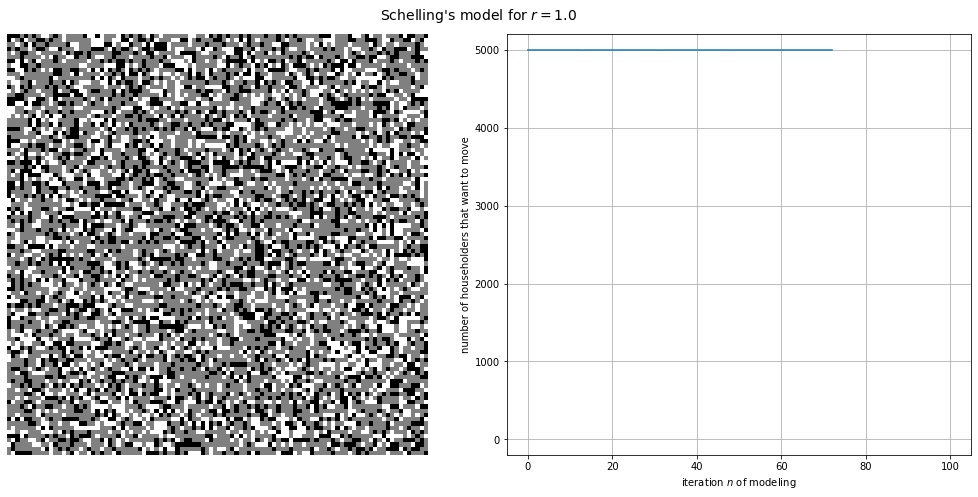 Schelling's model for r = 1.0
number of householders that want to move
5000
4000
3000
2000
1000
0
0 20 40 60 80 100
iteration n of modeling